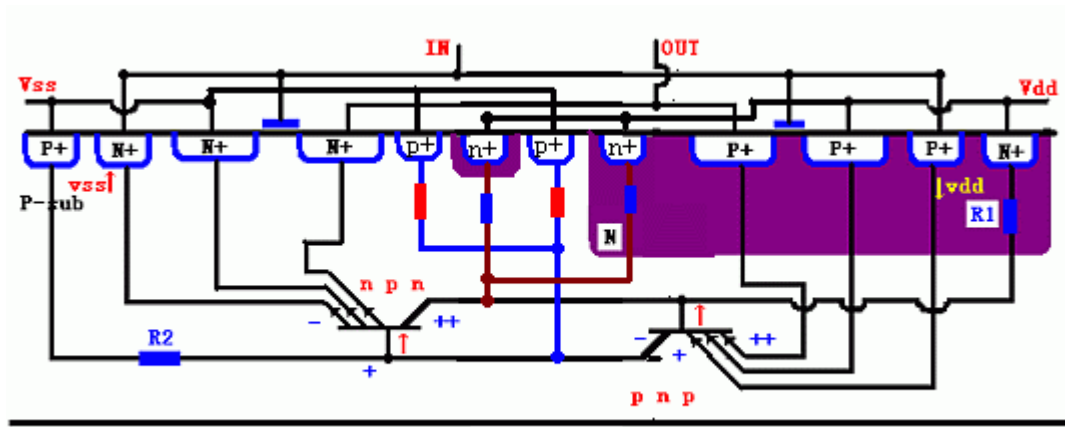 IN OUT
Vss Vdd
P+ N+ N+ N+ p+ n+ p+ n+ P+ P+ P+ N+
vss↑ ↓vdd
P-sub R1
N
n p n
- ++ ↑ - + ++
R2 ↑
+
p n p